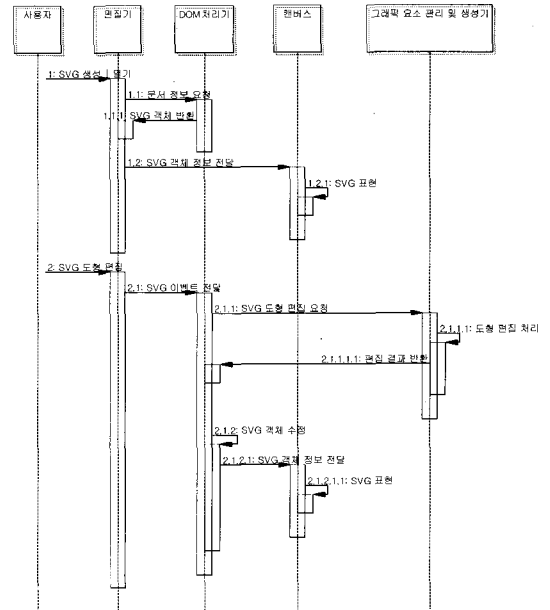 사용자
편집기
DOM처리기
캔버스
그래픽 요소 관리 및 생성기
1: SVG 생성 | 열기
1.1: 문서 정보 요청
1.1.1: SVG 객체 반환
1.2: SVG 객체 정보 전달
1.2.1: SVG 표현
2: SVG 도형 편집
2.1: SVG 이벤트 전달
2.1.1: SVG 도형 편집 요청
2.1.1.1: 도형 편집 처리
2.1.1.1.1: 편집 결과 반환
2.1.2: SVG 객체 수정
2.1.2.1: SVG 객체 정보 전달
2.1.2.1.1: SVG 표현